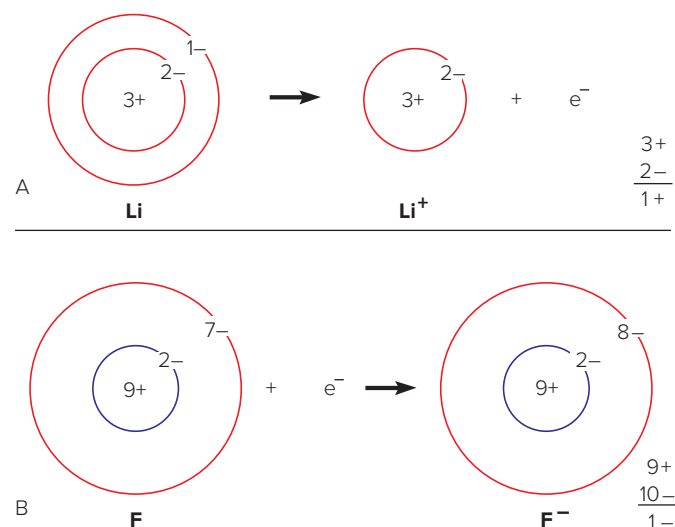 1–
2–
3+
2–
3+
+
e–
3+
2–
1+
A
Li
Li+
7–
2–
9+
+
e–
8–
2–
9+
9+
10–
1–
B
F
F–